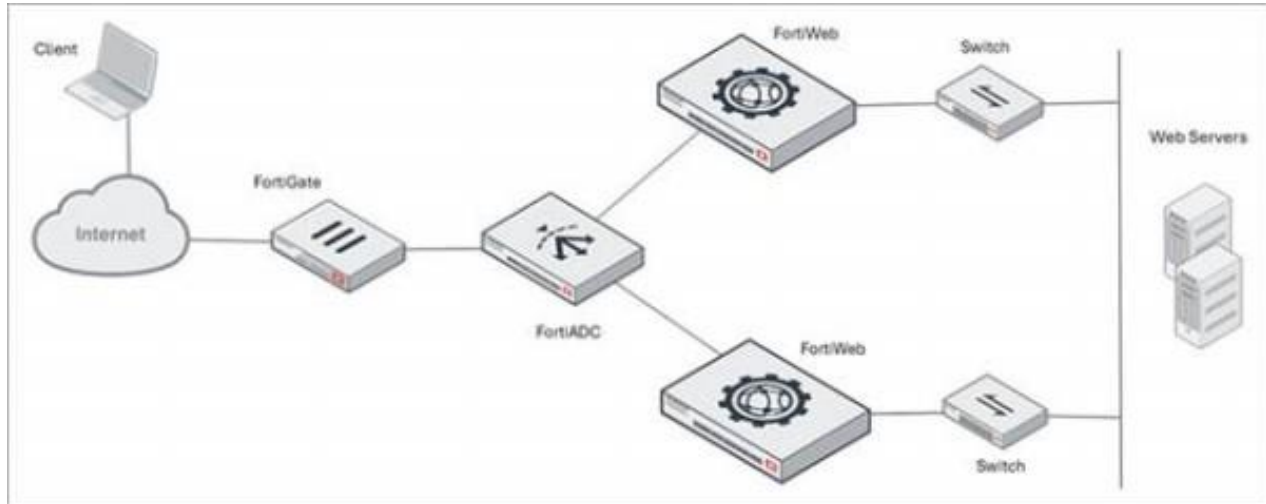 Client
FortiWeb
Switch
Web Servers
FortiGate
Internet
FortiADC
FortiWeb
Switch